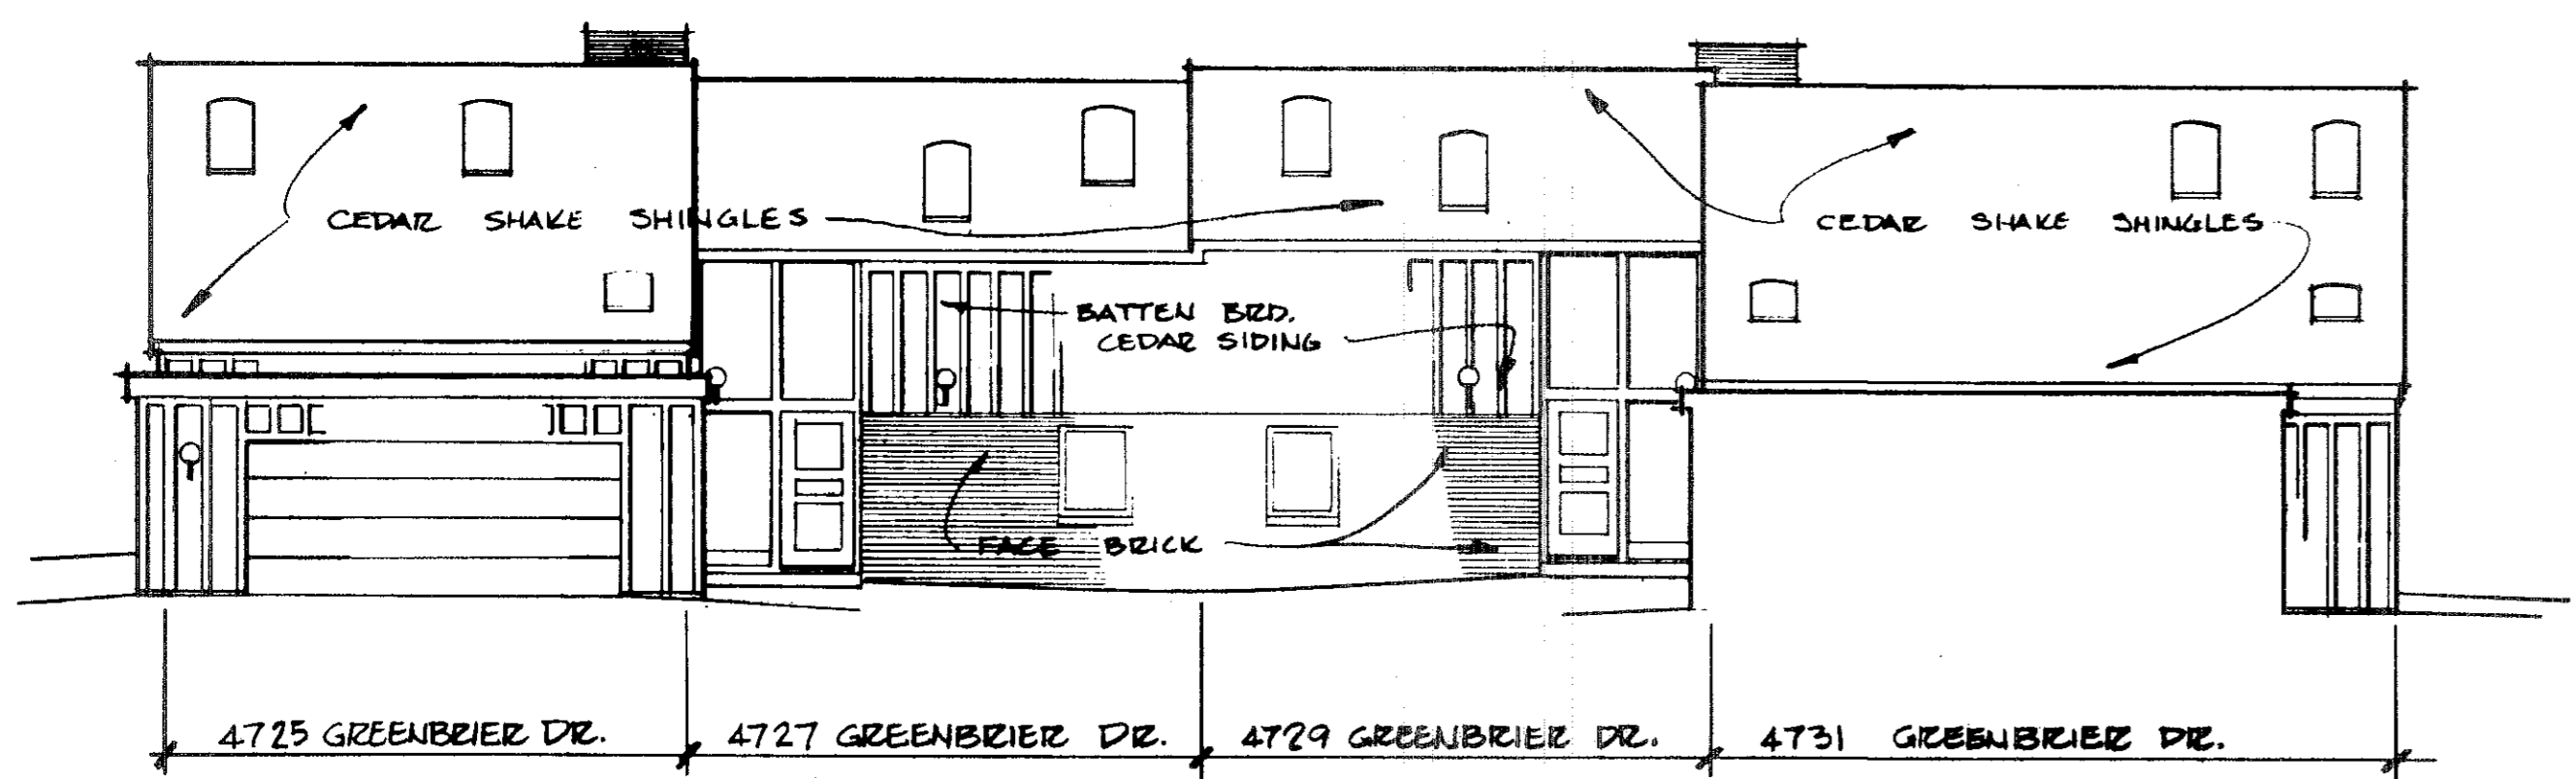 CEDAR SHAKE SHINGLES
CEDAR SHAKE SHINGLES
BATTEN BRD.
CEDAR SIDING
FACE BRICK
4725 GREENBRIER DR.
4727 GREENBRIER DR.
4729 GREENBRIER DR.
4731 GREENBRIER DR.